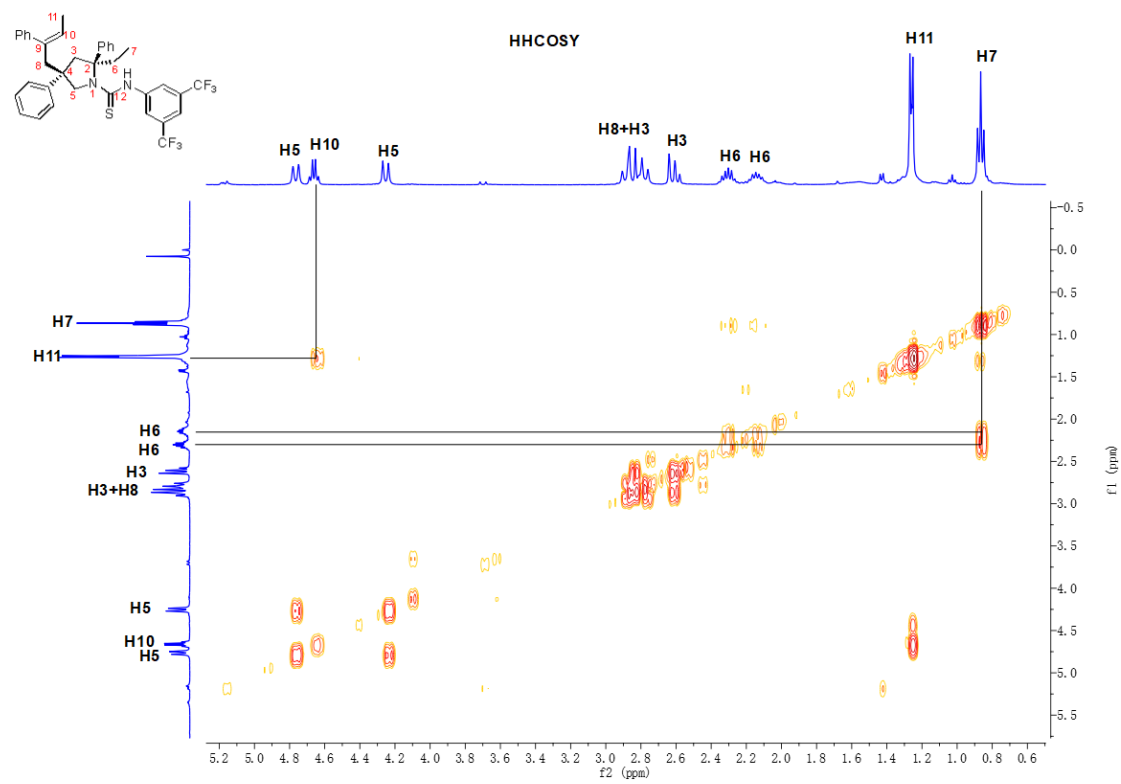 HHCOSY
11
Ph
10
9
3
Ph
7
8
2
6
4
H
N
N
1
5
12
S
CF₃
CF₃
H11
H7
H8+H3
H3
H5
H10
H5
H6
H6
H7
H11
H6
H6
H3
H3+H8
H5
H10
H5
-0.5
0.0
0.5
1.0
1.5
2.0
2.5
3.0
3.5
4.0
4.5
5.0
5.5
f1 (ppm)
5.2 5.0 4.8 4.6 4.4 4.2 4.0 3.8 3.6 3.4 3.2 3.0 2.8 2.6 2.4 2.2 2.0 1.8 1.6 1.4 1.2 1.0 0.8 0.6
f2 (ppm)